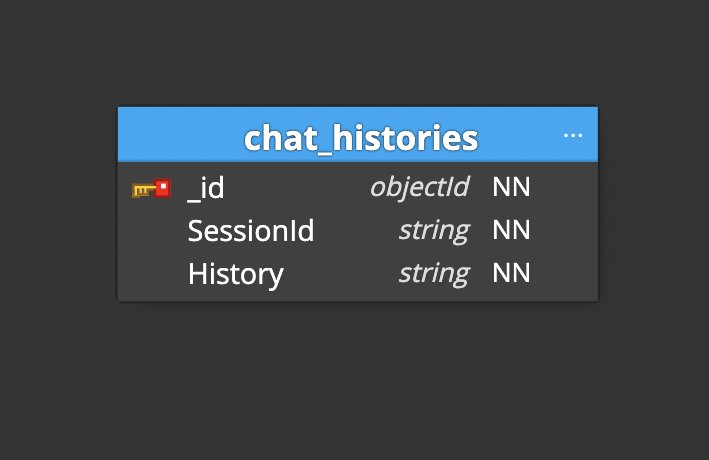 chat_histories ...
_id objectId NN
SessionId string NN
History string NN